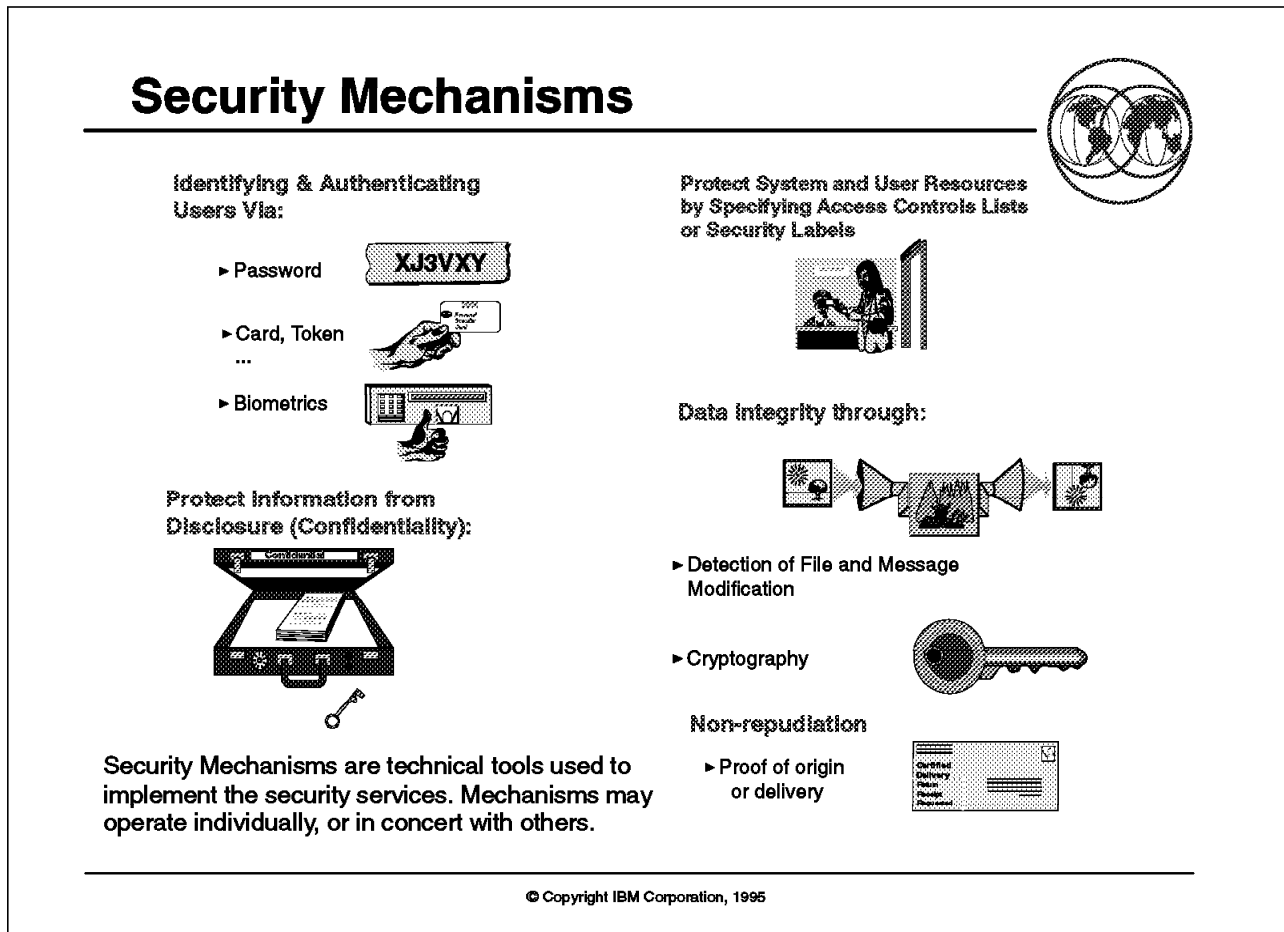 Security Mechanisms
Identifying & Authenticating
Users Via:
▸ Password
XJ3VXY
▸ Card, Token
...
▸ Biometrics
Protect Information from
Disclosure (Confidentiality):
Confidential
Security Mechanisms are technical tools used to
implement the security services. Mechanisms may
operate individually, or in concert with others.
Protect System and User Resources
by Specifying Access Controls Lists
or Security Labels
Data Integrity through:
▸ Detection of File and Message
Modification
▸ Cryptography
Non-repudiation
▸ Proof of origin
or delivery
Certified
Delivery
Return
Receipt
Requested
© Copyright IBM Corporation, 1995